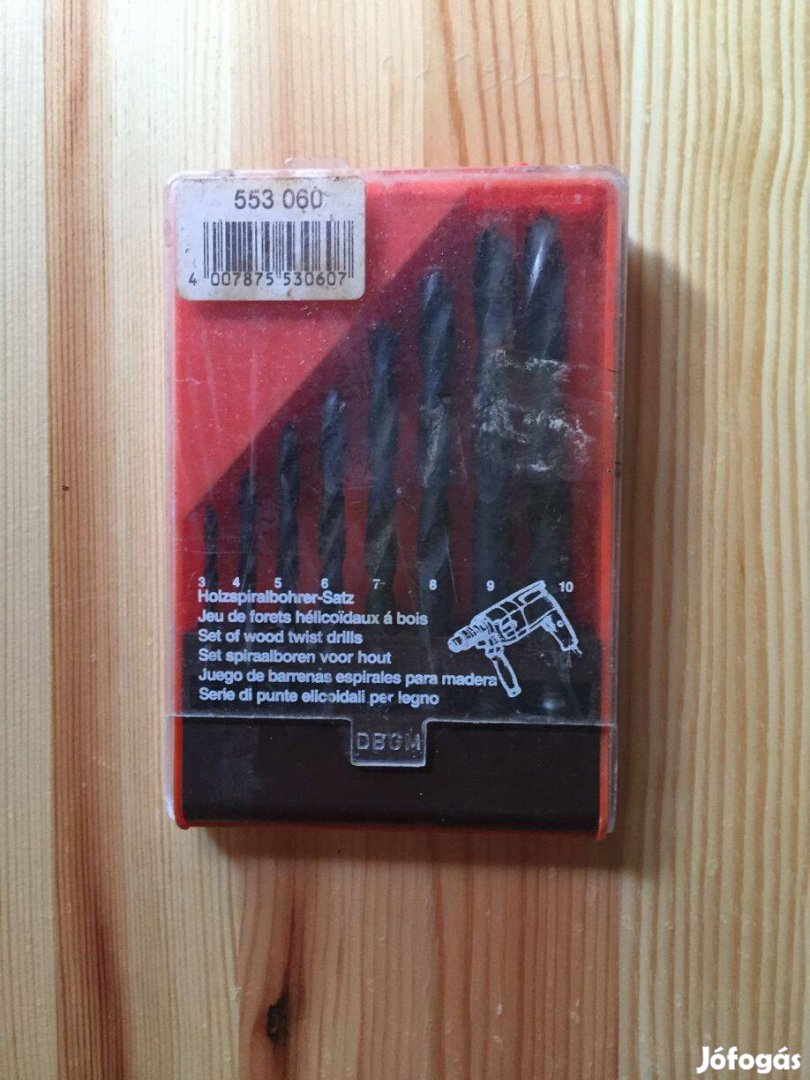 553 060
4 007875 530607
3 4 5 6 7 8 9 10
Holzspiralbohrer-Satz
Jeu de forets hélicoïdaux á bois
Set of wood twist drills
Set spiraalboren voor hout
Juego de barrenas espirales para madera
Serie di punte elicoidali per legno
DBGM
Jófogás